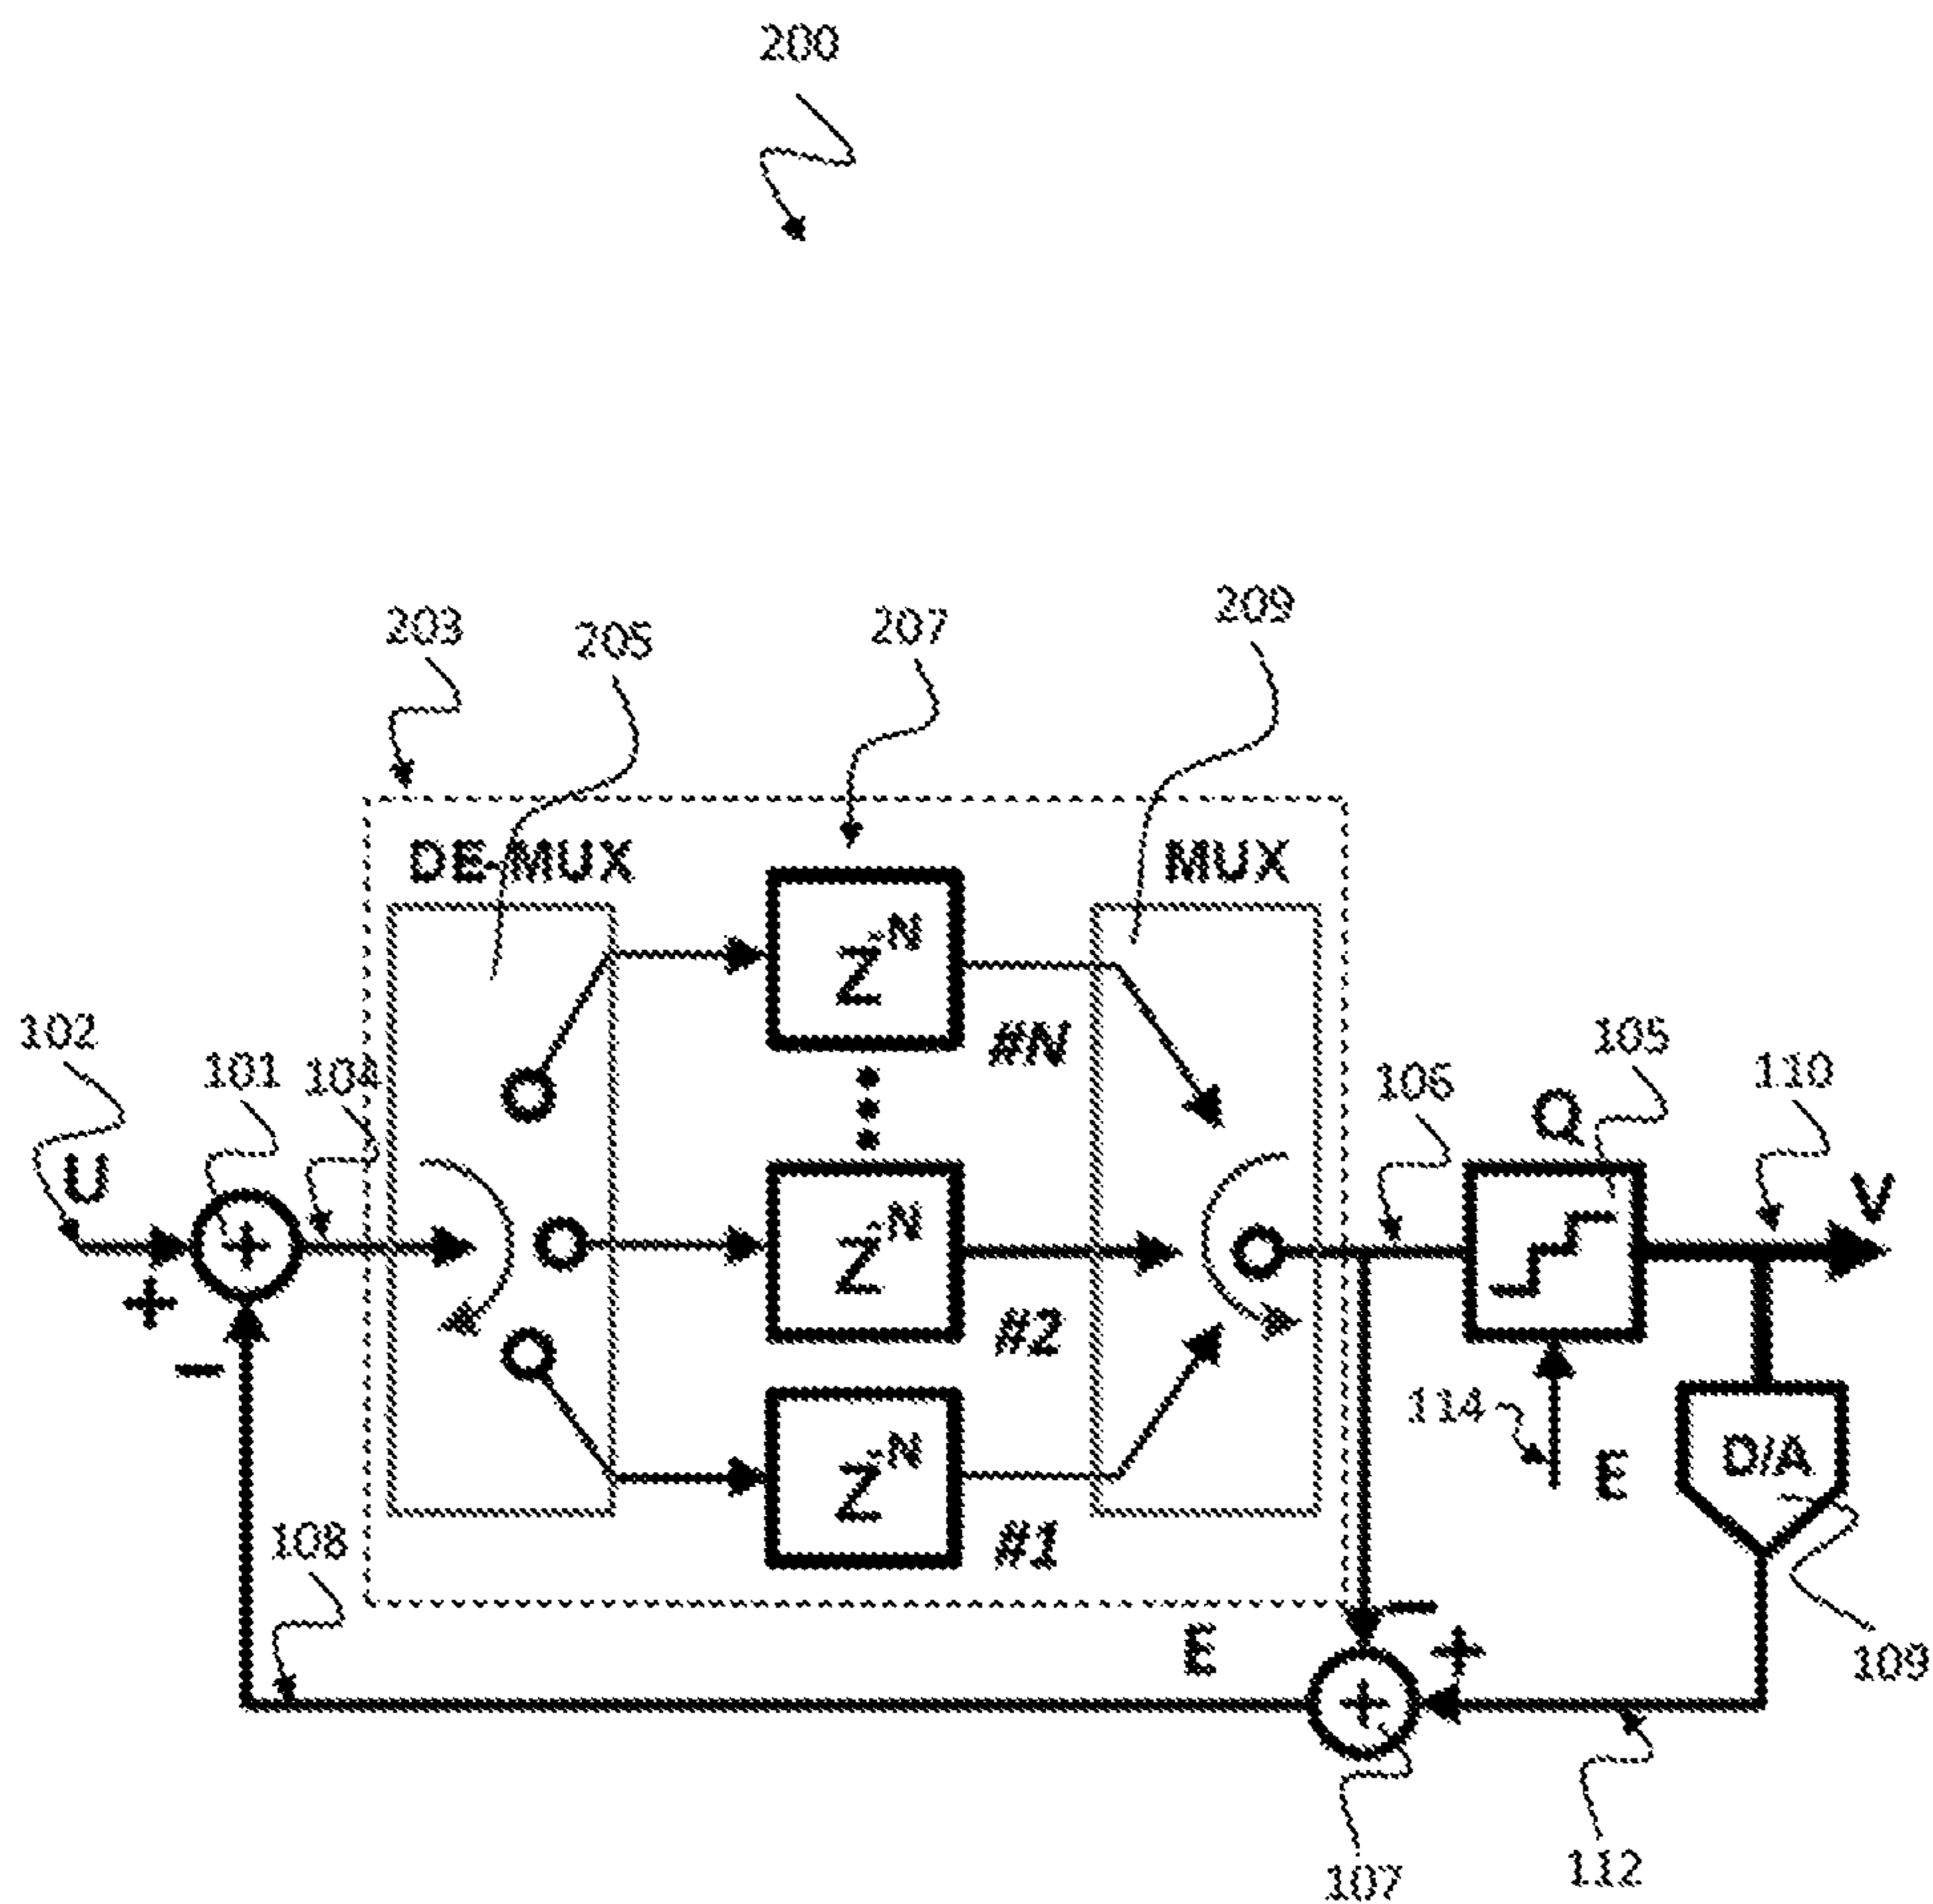 200
203
205
207
209
DE-MUX
MUX
Z^-N
#N
102
101
104
106
105
110
Q
U
V
+
+
−
Z^-N
#2
114
E
D/A
Z^-N
#1
108
E
−
+
+
109
107
112